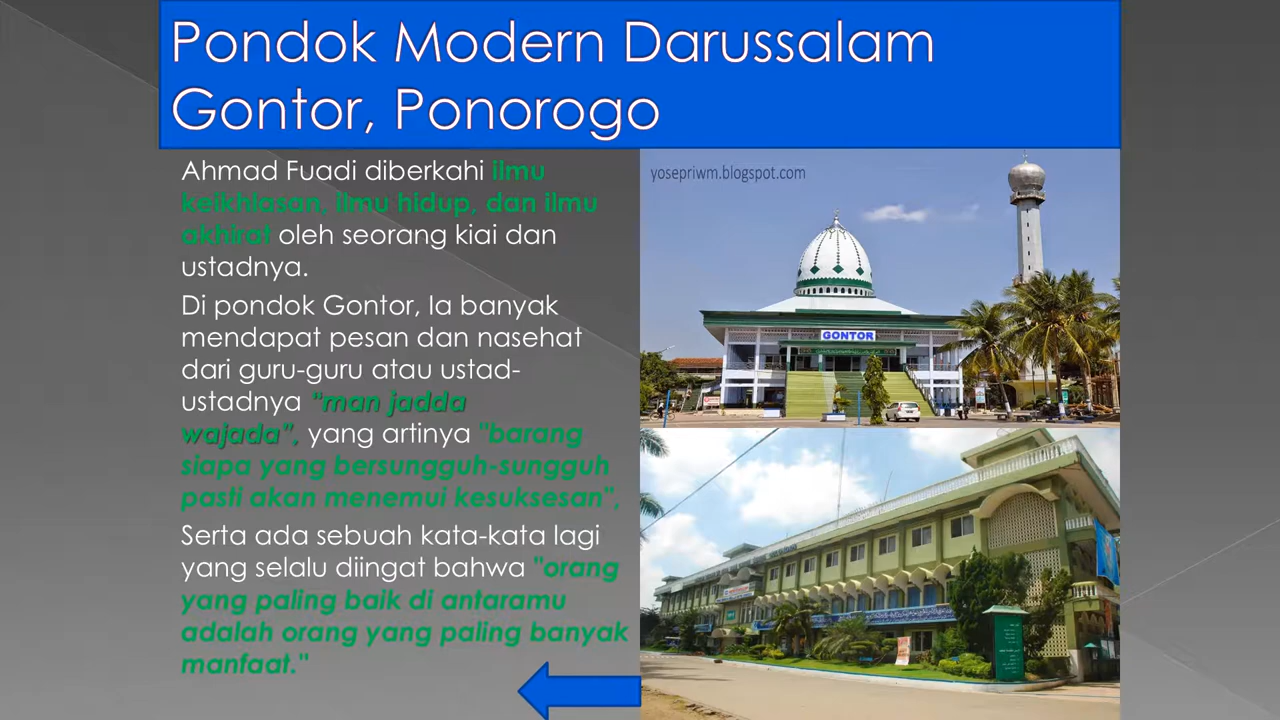 Pondok Modern Darussalam
Gontor, Ponorogo
Ahmad Fuadi diberkahi ilmu
keikhlasan, ilmu hidup, dan ilmu
akhirat oleh seorang kiai dan
ustadnya.
Di pondok Gontor, Ia banyak
mendapat pesan dan nasehat
dari guru-guru atau ustad-
ustadnya "man jadda
wajada", yang artinya "barang
siapa yang bersungguh-sungguh
pasti akan menemui kesuksesan",
Serta ada sebuah kata-kata lagi
yang selalu diingat bahwa "orang
yang paling baik di antaramu
adalah orang yang paling banyak
manfaat."
yosepriwm.blogspot.com
GONTOR